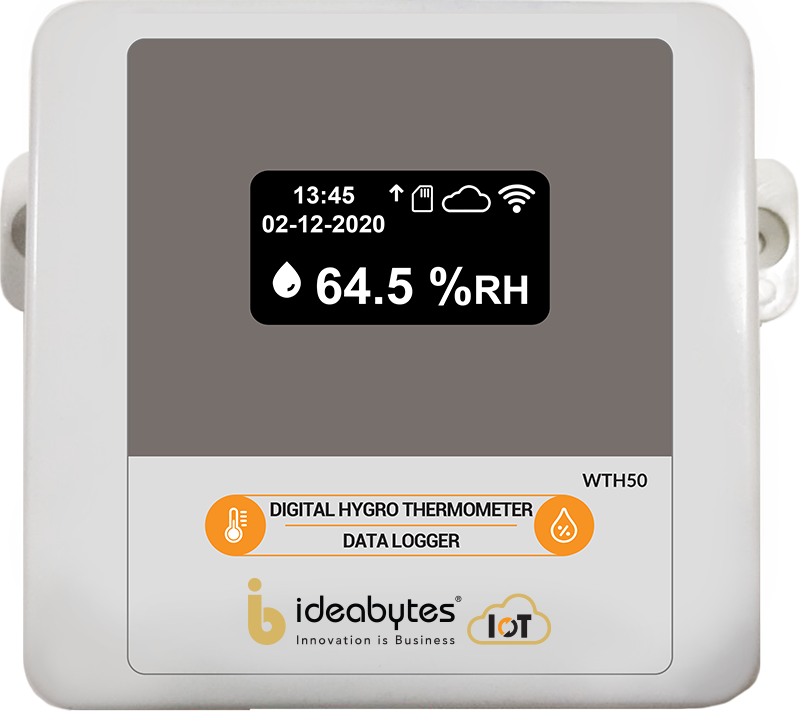 13:45
02-12-2020
64.5 %RH
WTH50
DIGITAL HYGRO THERMOMETER
DATA LOGGER
ideabytes®
Innovation is Business
IoT